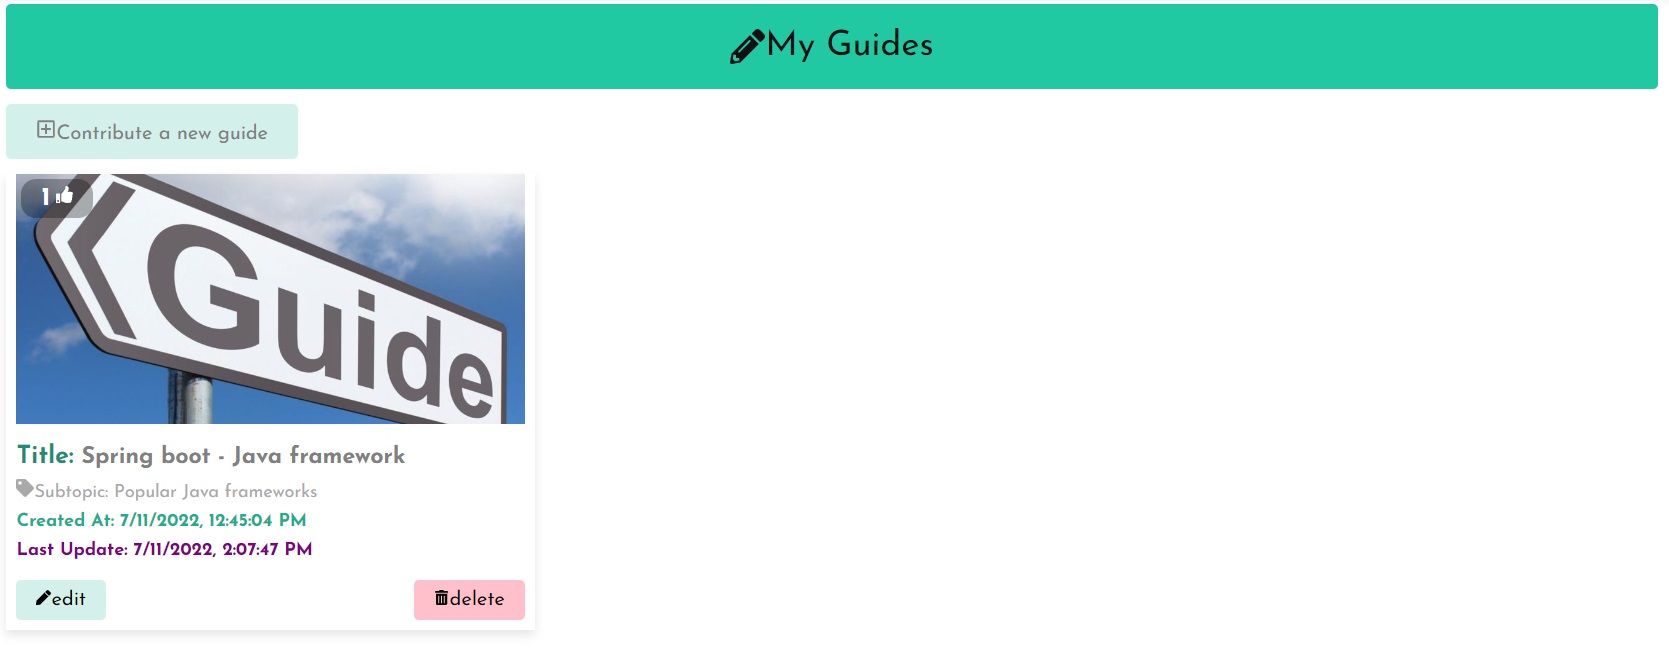 My Guides
Contribute a new guide
1
Guide
Title: Spring boot - Java framework
Subtopic: Popular Java frameworks
Created At: 7/11/2022, 12:45:04 PM
Last Update: 7/11/2022, 2:07:47 PM
edit
delete